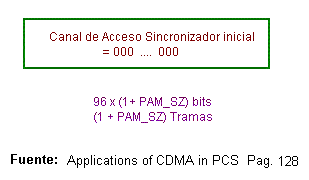 Canal de Acceso Sincronizador inicial
= 000 .... 000
96 x (1+ PAM_SZ) bits
(1 + PAM_SZ) Tramas
Fuente: Applications of CDMA in PCS Pag. 128